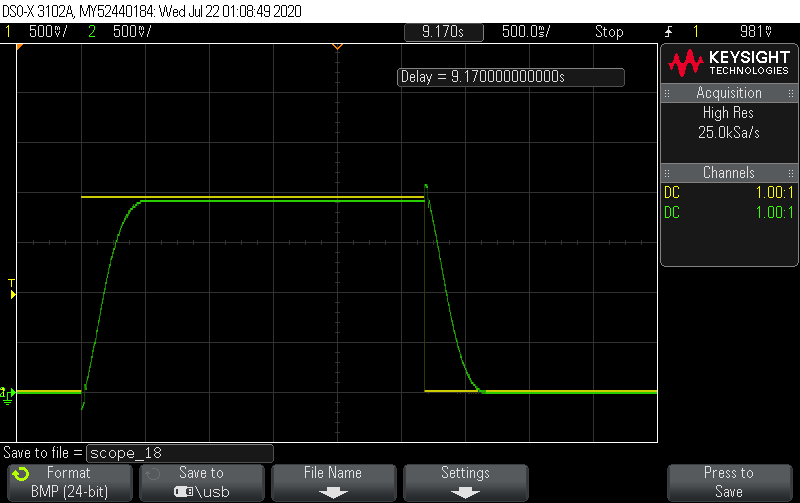 DSO-X 3102A, MY52440184: Wed Jul 22 01:08:49 2020
1 500mV/ 2 500mV/ 9.170s 500.0ms/ Stop 1 981mV
Delay = 9.170000000000s
KEYSIGHT
TECHNOLOGIES
Acquisition
High Res
25.0kSa/s
Channels
DC 1.00:1
DC 1.00:1
T
Save to file = scope_18
Format
BMP (24-bit)
Save to
\usb
File Name
Settings
Press to
Save